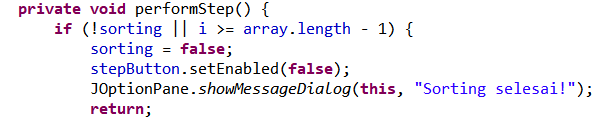 private void performStep() {
if (!sorting || i >= array.length - 1) {
sorting = false;
stepButton.setEnabled(false);
JOptionPane.showMessageDialog(this, "Sorting selesai!");
return;